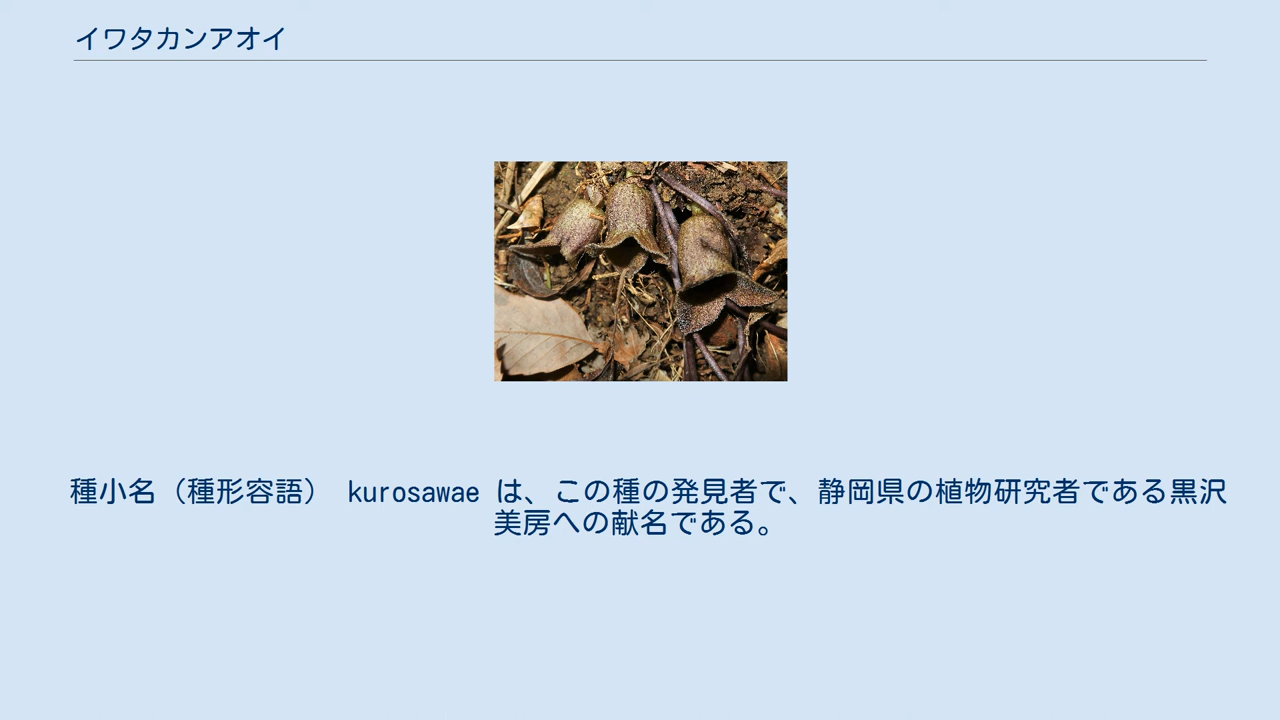 イワタカンアオイ
種小名（種形容語） kurosawae は、この種の発見者で、静岡県の植物研究者である黒沢
美房への献名である。